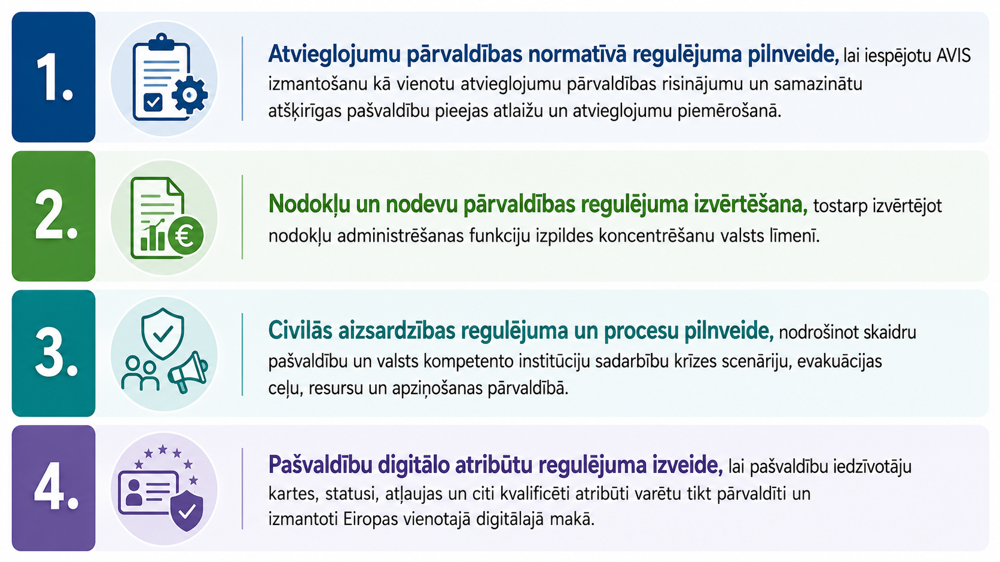 1.
Atvieglojumu pārvaldības normatīvā regulējuma pilnveide, lai iespējotu AVIS
izmantošanu kā vienotu atvieglojumu pārvaldības risinājumu un samazinātu
atšķirīgas pašvaldību pieejas atlaižu un atvieglojumu piemērošanā.
2.
Nodokļu un nodevu pārvaldības regulējuma izvērtēšana, tostarp izvērtējot
nodokļu administrēšanas funkciju izpildes koncentrēšanu valsts līmenī.
€
3.
Civilās aizsardzības regulējuma un procesu pilnveide, nodrošinot skaidru
pašvaldību un valsts kompetento institūciju sadarbību krīzes scenāriju, evakuācijas
ceļu, resursu un apziņošanas pārvaldībā.
4.
Pašvaldību digitālo atribūtu regulējuma izveide, lai pašvaldību iedzīvotāju
kartes, statusi, atļaujas un citi kvalificēti atribūti varētu tikt pārvaldīti un
izmantoti Eiropas vienotajā digitālajā makā.